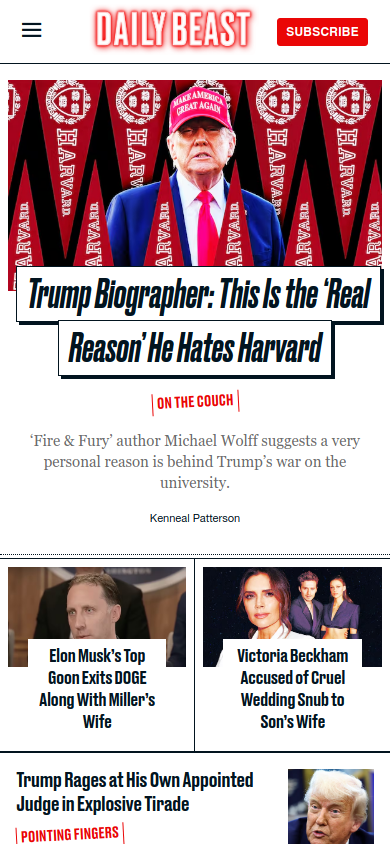 DAILY BEAST
SUBSCRIBE
MAKE AMERICA
GREAT AGAIN
HARVARD
HARVARD
HARVARD
HARVARD
Trump Biographer: This Is the ‘Real
Reason’ He Hates Harvard
ON THE COUCH
‘Fire & Fury’ author Michael Wolff suggests a very
personal reason is behind Trump’s war on the
university.
Kenneal Patterson
Elon Musk’s Top
Goon Exits DOGE
Along With Miller’s
Wife
Victoria Beckham
Accused of Cruel
Wedding Snub to
Son’s Wife
Trump Rages at His Own Appointed
Judge in Explosive Tirade
POINTING FINGERS